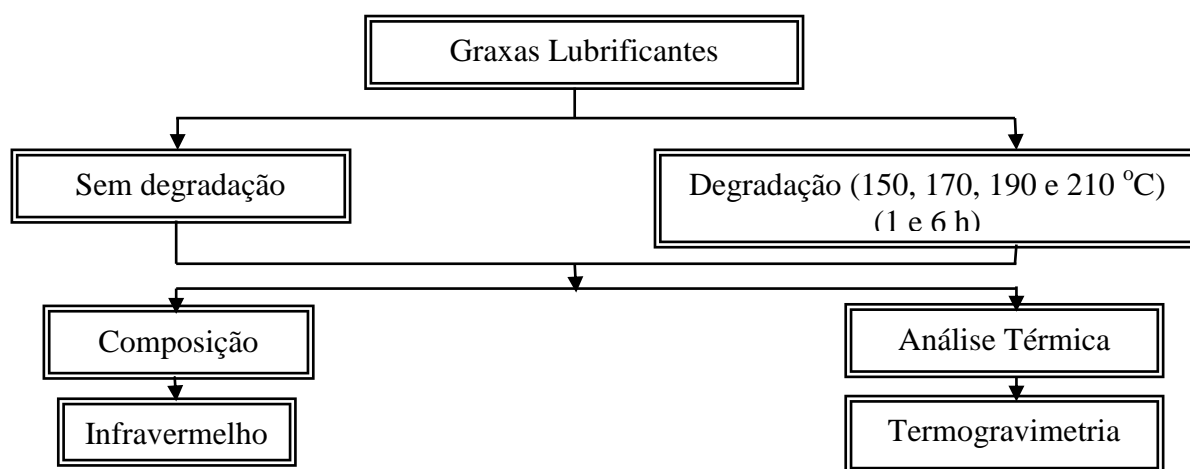 Graxas Lubrificantes
Sem degradação
Degradação (150, 170, 190 e 210 °C)
(1 e 6 h)
Composição
Análise Térmica
Infravermelho
Termogravimetria